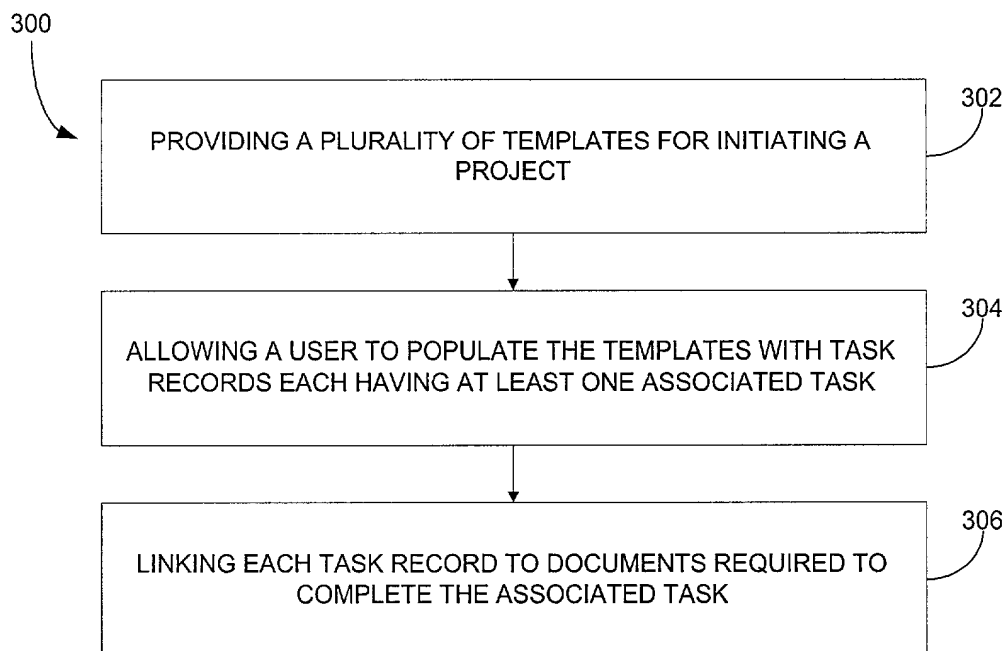 300
302
PROVIDING A PLURALITY OF TEMPLATES FOR INITIATING A
PROJECT
304
ALLOWING A USER TO POPULATE THE TEMPLATES WITH TASK
RECORDS EACH HAVING AT LEAST ONE ASSOCIATED TASK
306
LINKING EACH TASK RECORD TO DOCUMENTS REQUIRED TO
COMPLETE THE ASSOCIATED TASK